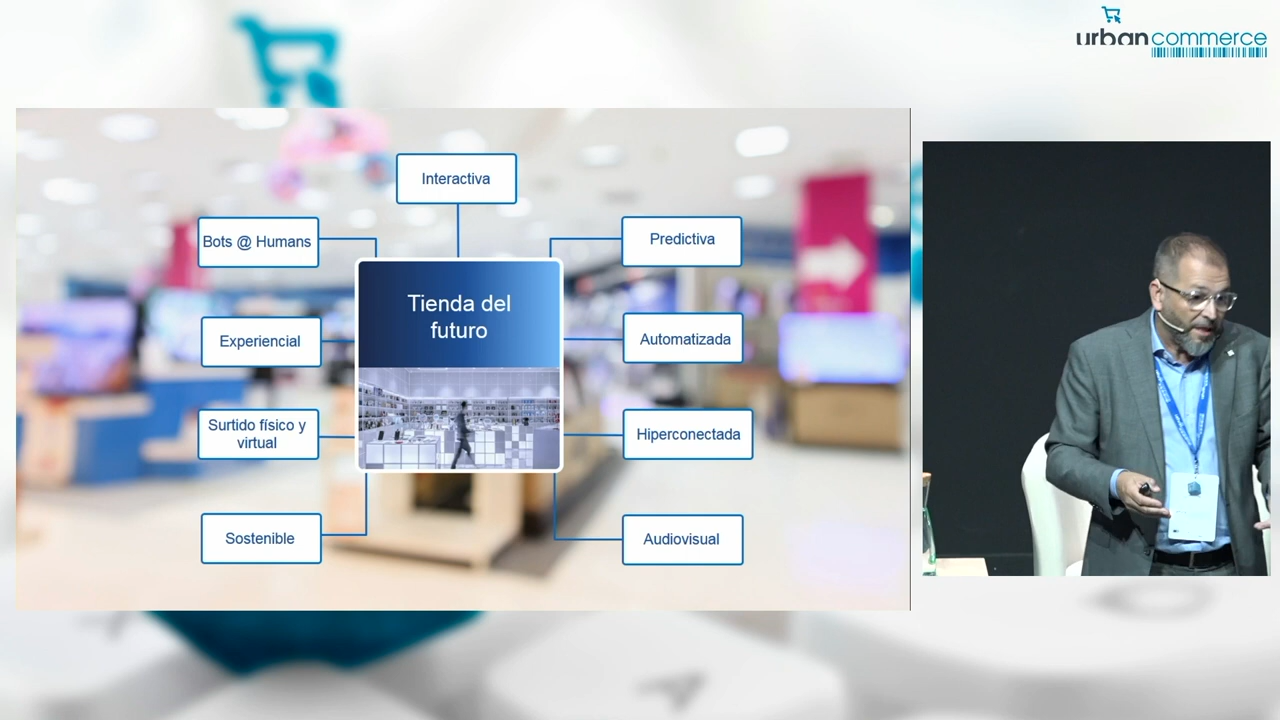 urbancommerce
Interactiva
Bots @ Humans
Predictiva
Tienda del
futuro
Experiencial
Automatizada
Surtido físico y
virtual
Hiperconectada
Sostenible
Audiovisual